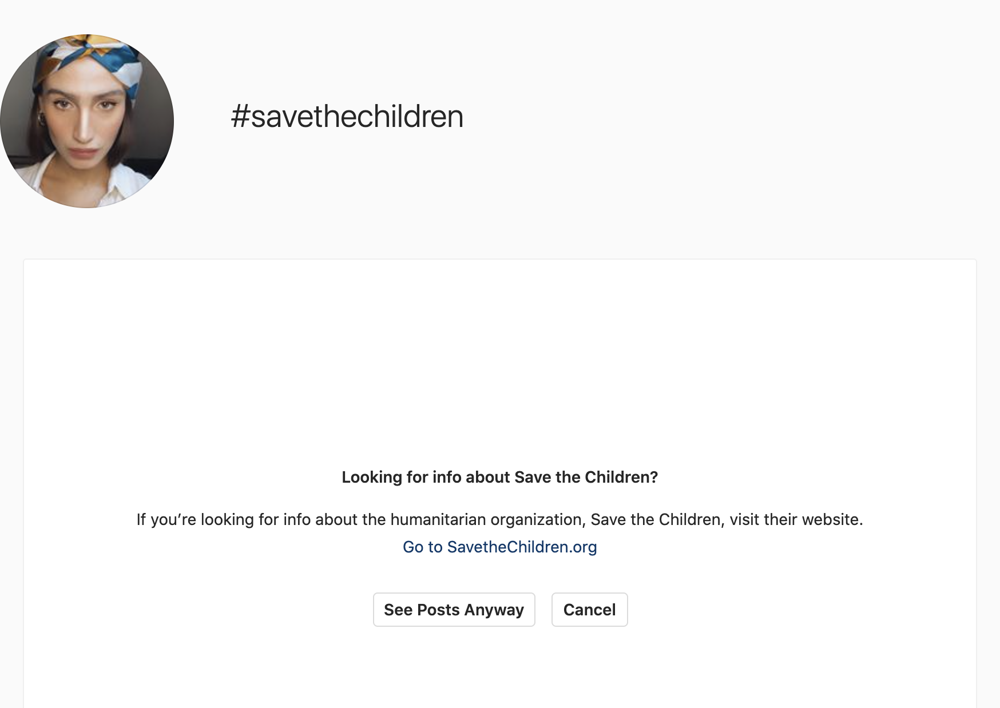 #savethechildren
Looking for info about Save the Children?
If you’re looking for info about the humanitarian organization, Save the Children, visit their website.
Go to SavetheChildren.org
See Posts Anyway
Cancel